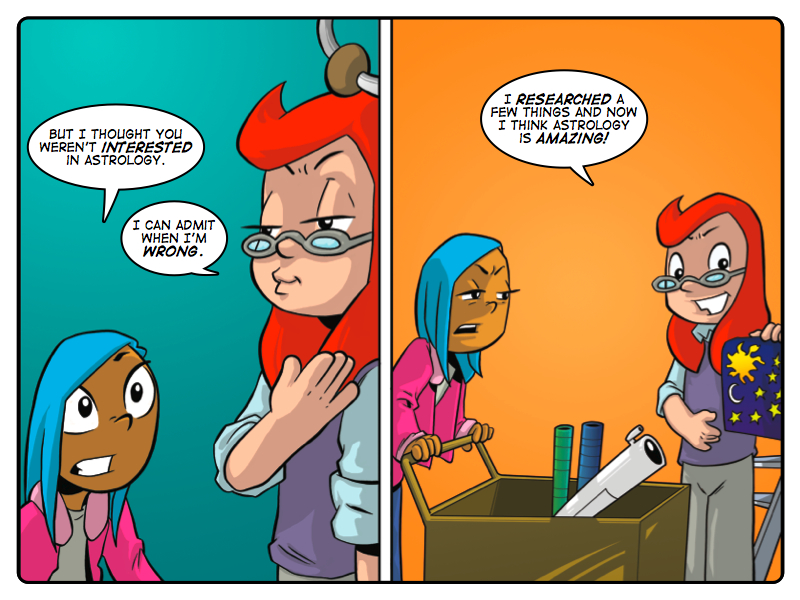 BUT I THOUGHT YOU
WEREN'T INTERESTED
IN ASTROLOGY.
I CAN ADMIT
WHEN I'M
WRONG.
I RESEARCHED A
FEW THINGS AND NOW
I THINK ASTROLOGY
IS AMAZING!